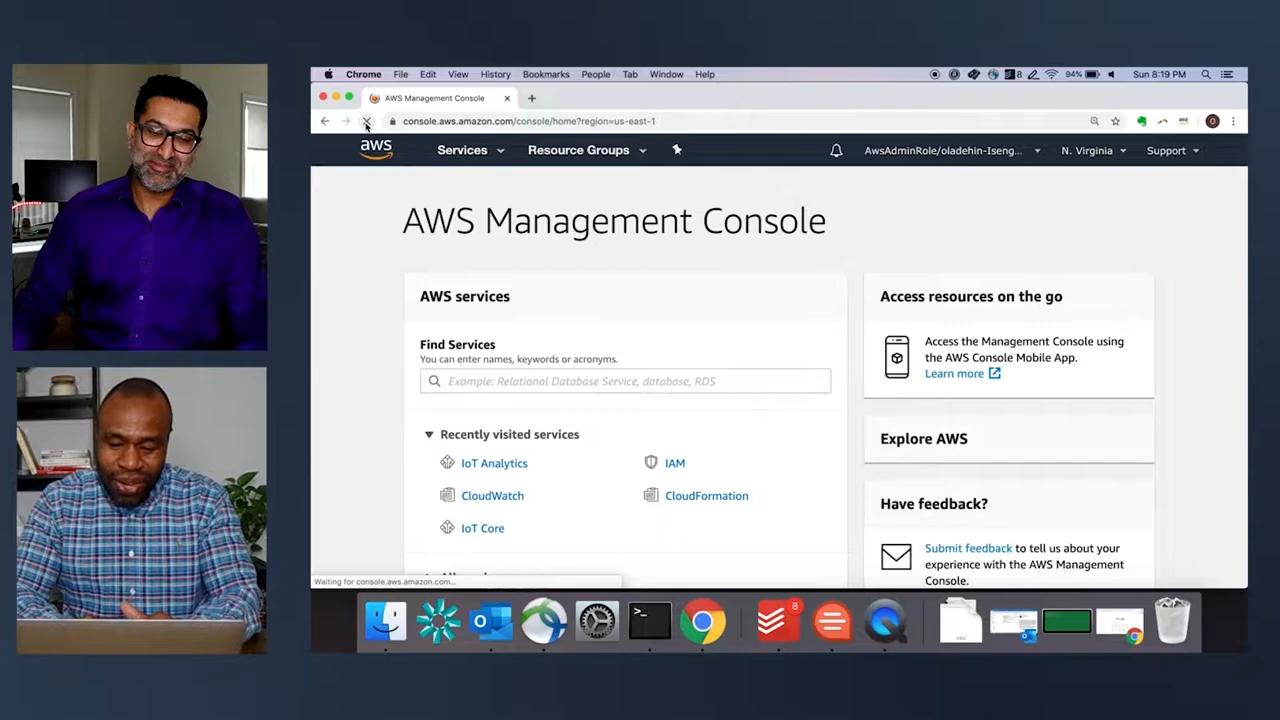 Chrome File Edit View History Bookmarks People Tab Window Help
8
94%
Sun 8:19 PM
AWS Management Console
console.aws.amazon.com/console/home?region=us-east-1
O
aws
Services
Resource Groups
AwsAdminRole/oladehin-Iseng...
N. Virginia
Support
AWS Management Console
AWS services
Find Services
You can enter names, keywords or acronyms.
Example: Relational Database Service, database, RDS
Recently visited services
IoT Analytics
IAM
CloudWatch
CloudFormation
IoT Core
Access resources on the go
Access the Management Console using
the AWS Console Mobile App.
Learn more
Explore AWS
Have feedback?
Submit feedback to tell us about your
experience with the AWS Management
Console.
Waiting for console.aws.amazon.com...
>_
8